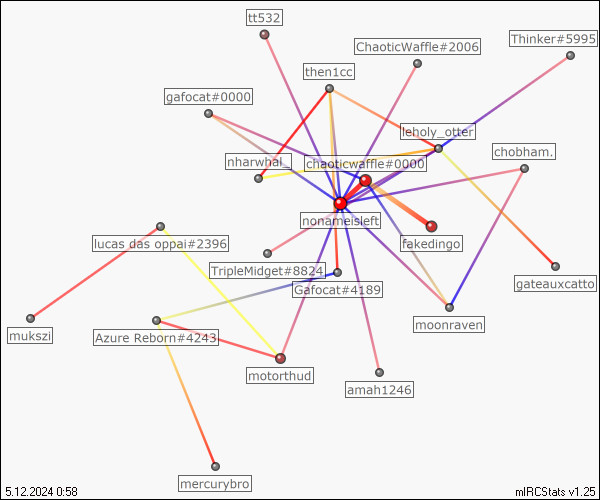 tt532
Thinker#5995
ChaoticWaffle#2006
then1cc
gafocat#0000
leholy_otter
nharwhal_
chaoticwaffle#0000
chobham.
nonameisleft
lucas das oppai#2396
fakedingo
TripleMidget#8824
gateauxcatto
Gafocat#4189
moonraven
mukszi
Azure Reborn#4243
motorthud
amah1246
mercurybro
5.12.2024 0:58
mIRCStats v1.25